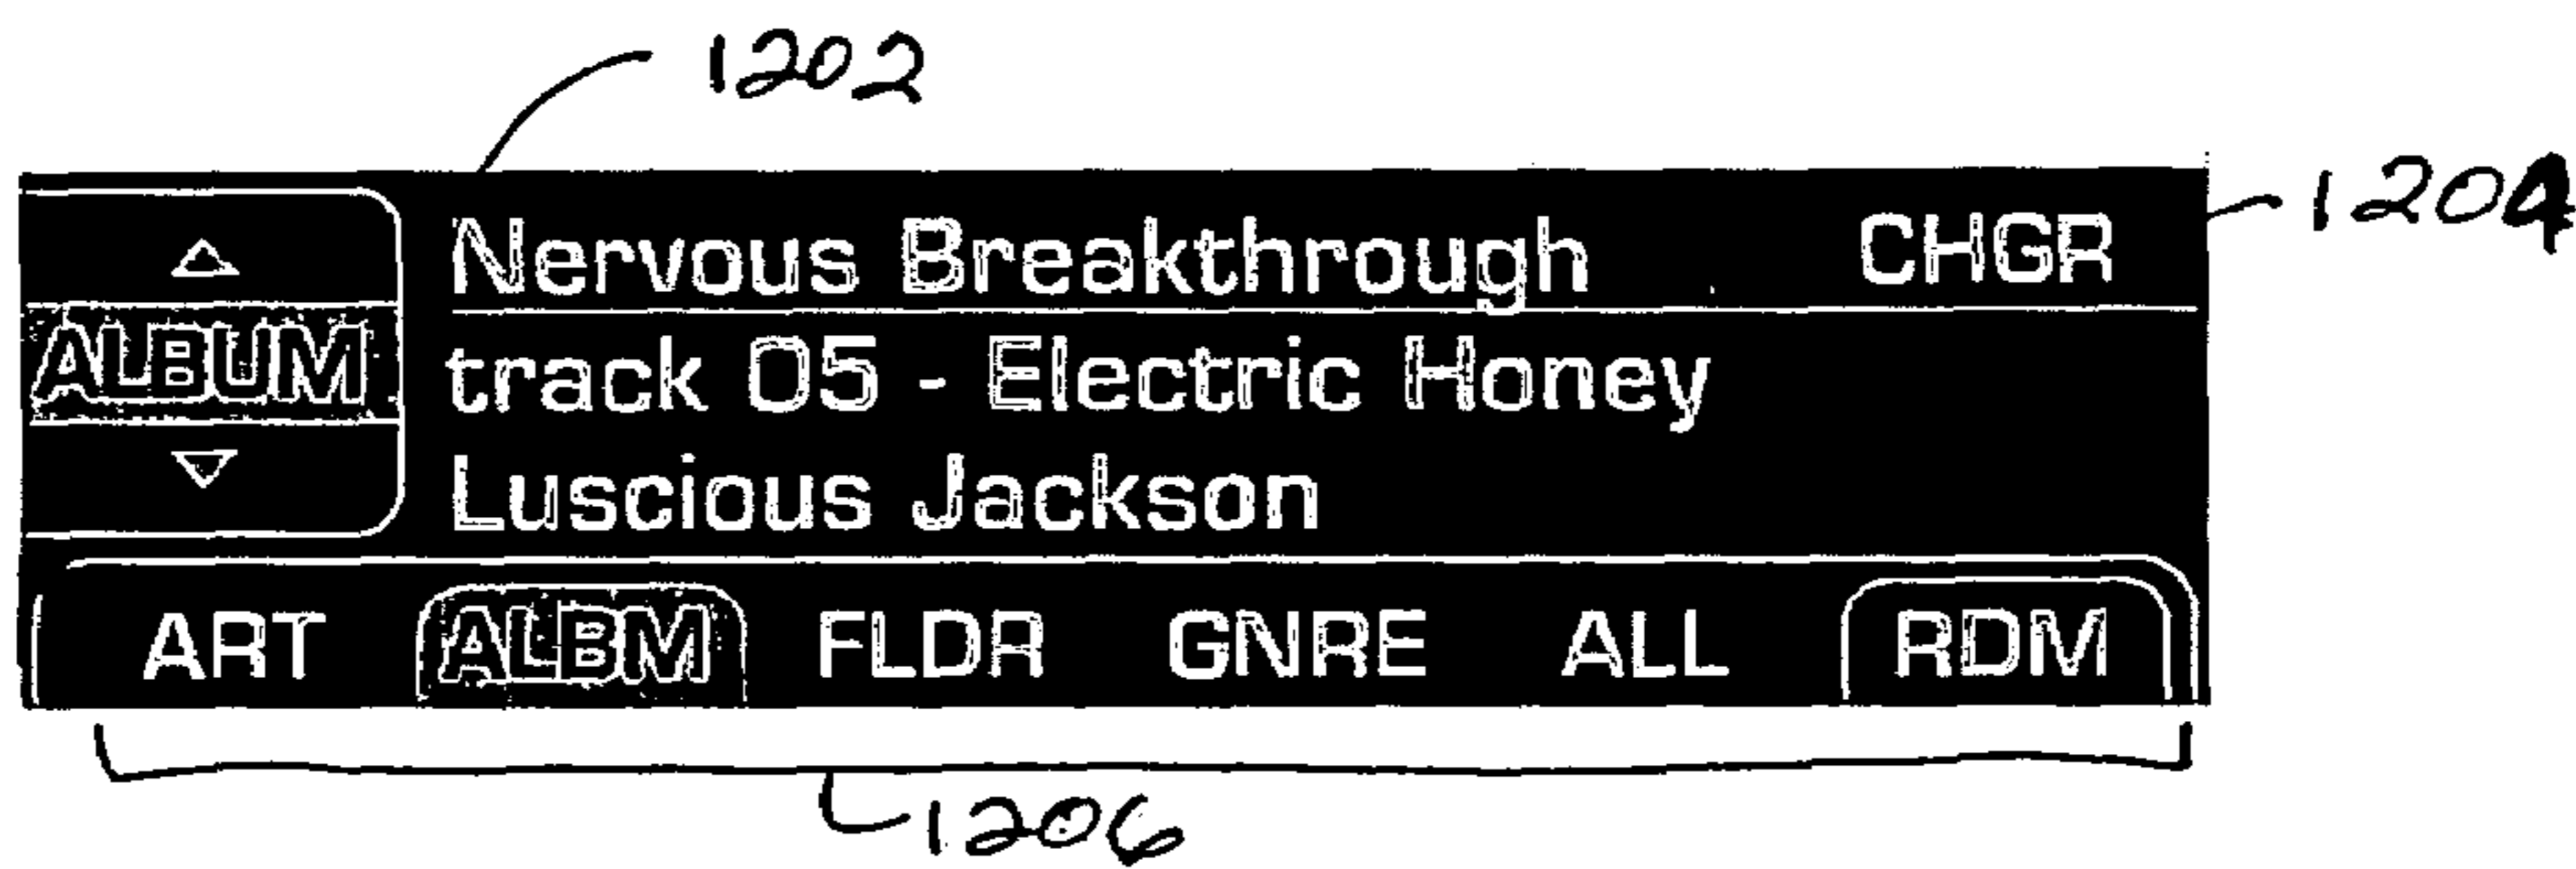 1202
1204
Nervous Breakthrough CHGR
ALBUM
track 05 - Electric Honey
Luscious Jackson
ART ALBM FLDR GNRE ALL RDM
1206